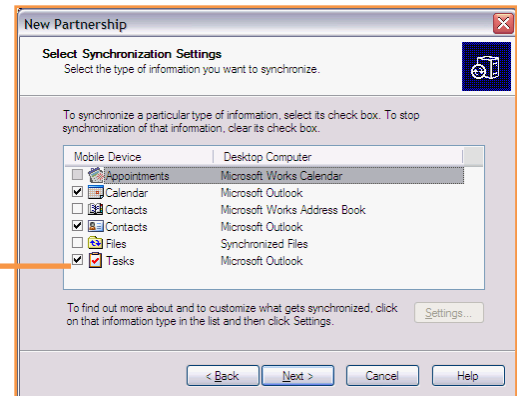 New Partnership
Select Synchronization Settings
Select the type of information you want to synchronize.
To synchronize a particular type of information, select its check box. To stop
synchronization of that information, clear its check box.
Mobile Device Desktop Computer
Appointments Microsoft Works Calendar
Calendar Microsoft Outlook
Contacts Microsoft Works Address Book
Contacts Microsoft Outlook
Files Synchronized Files
Tasks Microsoft Outlook
To find out more about and to customize what gets synchronized, click
on that information type in the list and then click Settings.
Settings...
< Back Next > Cancel Help